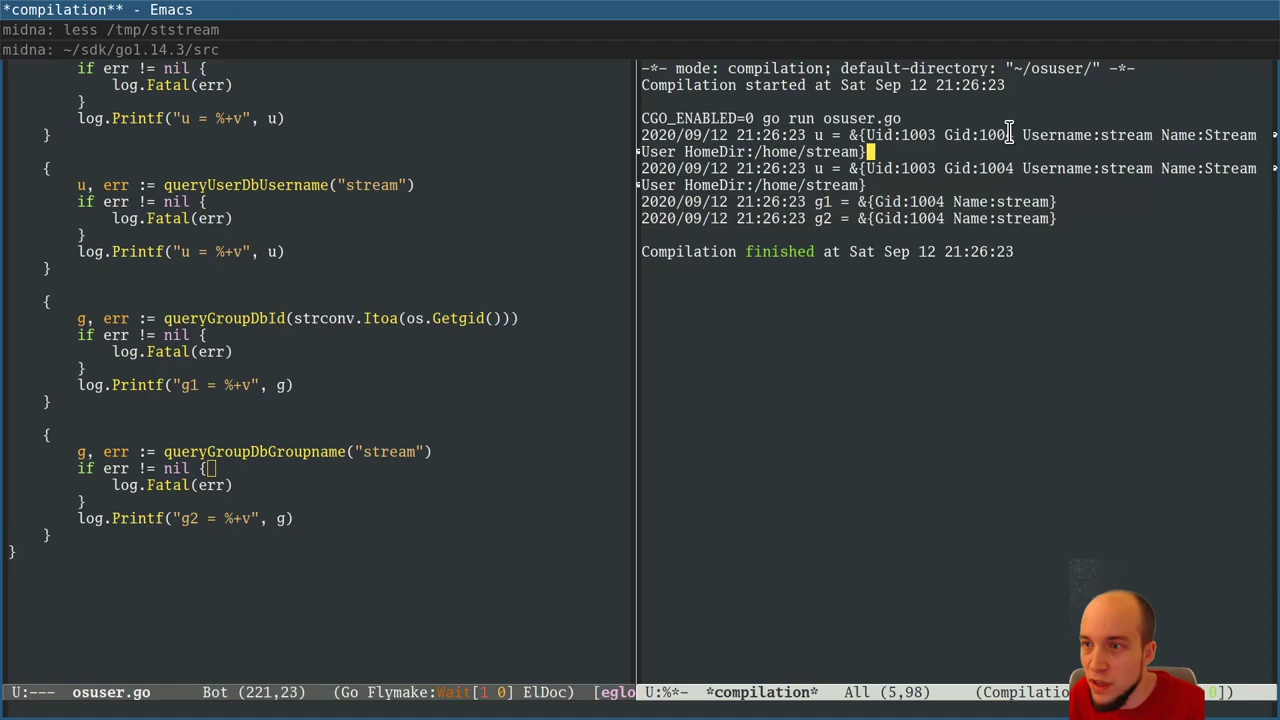 *compilation** - Emacs
midna: less /tmp/ststream
midna: ~/sdk/go1.14.3/src
if err != nil {
log.Fatal(err)
}
log.Printf("u = %+v", u)
}
{
u, err := queryUserDbUsername("stream")
if err != nil {
log.Fatal(err)
}
log.Printf("u = %+v", u)
}
{
g, err := queryGroupDbId(strconv.Itoa(os.Getgid()))
if err != nil {
log.Fatal(err)
}
log.Printf("g1 = %+v", g)
}
{
g, err := queryGroupDbGroupname("stream")
if err != nil {
log.Fatal(err)
}
log.Printf("g2 = %+v", g)
}
}
U:--- osuser.go Bot (221,23) (Go Flymake:Wait[1 0] ElDoc) [eglo
-*- mode: compilation; default-directory: "~/osuser/" -*-
Compilation started at Sat Sep 12 21:26:23
CGO_ENABLED=0 go run osuser.go
2020/09/12 21:26:23 u = &{Uid:1003 Gid:1004 Username:stream Name:Stream
User HomeDir:/home/stream}
2020/09/12 21:26:23 u = &{Uid:1003 Gid:1004 Username:stream Name:Stream
User HomeDir:/home/stream}
2020/09/12 21:26:23 g1 = &{Gid:1004 Name:stream}
2020/09/12 21:26:23 g2 = &{Gid:1004 Name:stream}
Compilation finished at Sat Sep 12 21:26:23
U:%*- *compilation* All (5,98) (Compilatio 0])